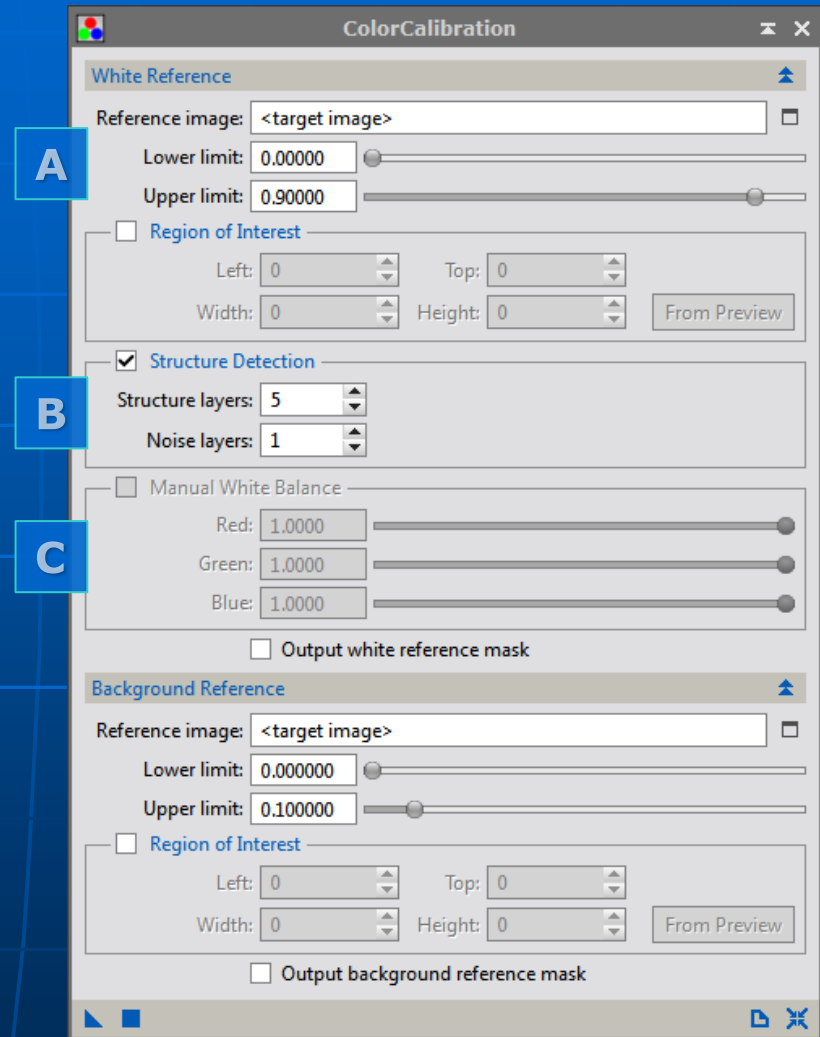 ColorCalibration
White Reference
Reference image: <target image>
A
Lower limit: 0.00000
Upper limit: 0.90000
Region of Interest
Left: 0 Top: 0
Width: 0 Height: 0 From Preview
Structure Detection
B
Structure layers: 5
Noise layers: 1
Manual White Balance
Red: 1.0000
C
Green: 1.0000
Blue: 1.0000
Output white reference mask
Background Reference
Reference image: <target image>
Lower limit: 0.000000
Upper limit: 0.100000
Region of Interest
Left: 0 Top: 0
Width: 0 Height: 0 From Preview
Output background reference mask